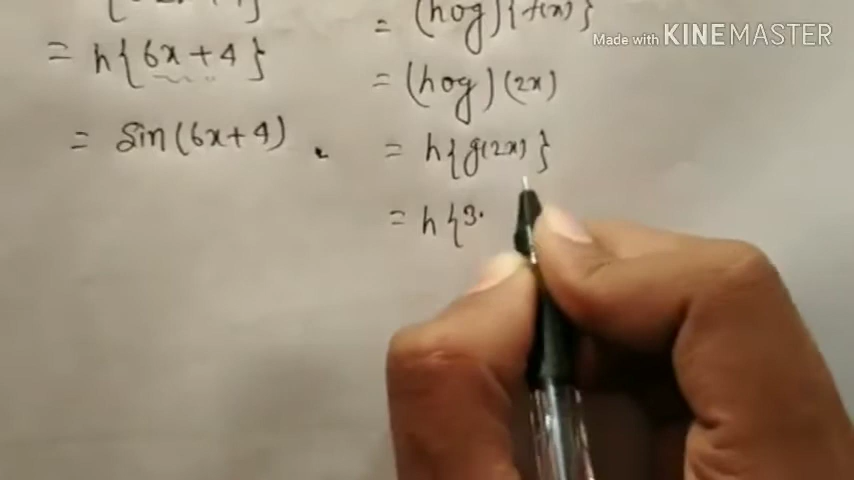 = h{6x+4}
= Sin(6x+4).
= (hog){f(x)}
= (hog)(2x)
= h{g(2x)}
= h{3.
Made with KINEMASTER